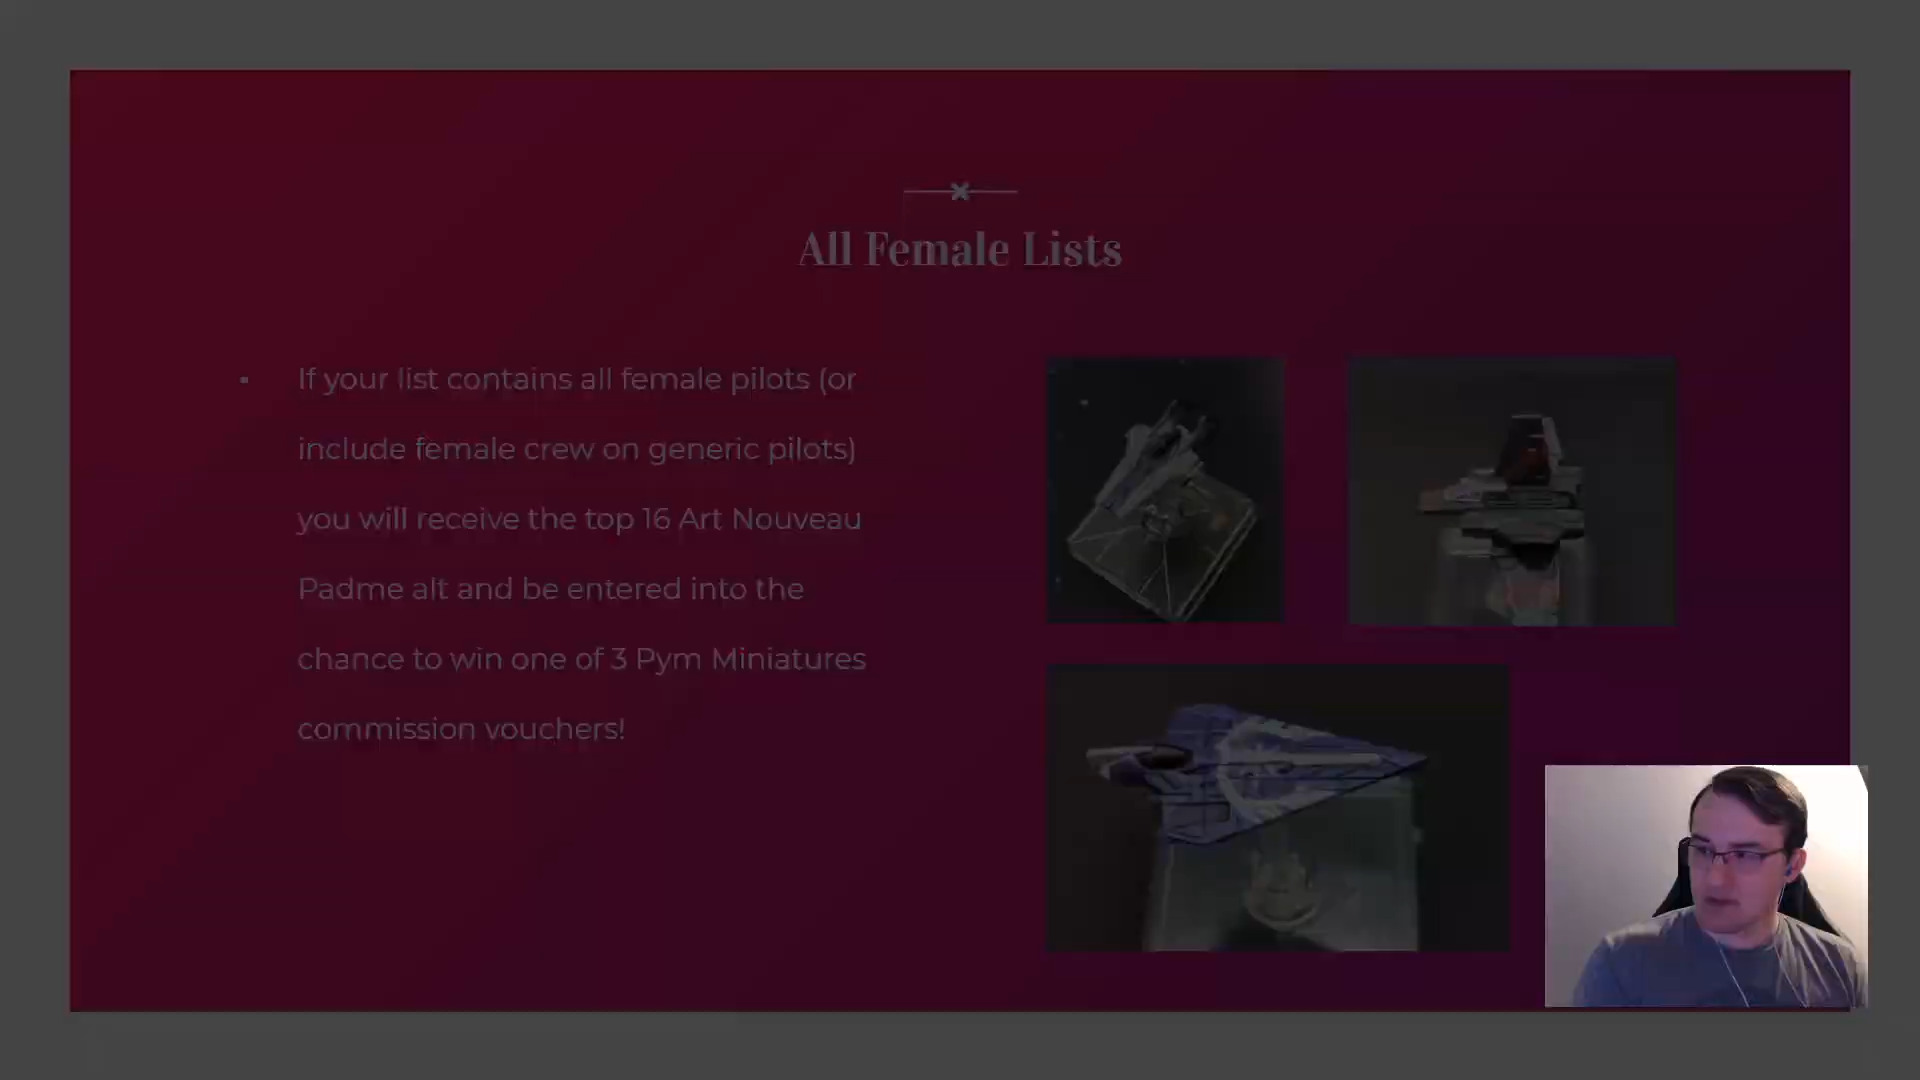 All Female Lists
If your list contains all female pilots (or
include female crew on generic pilots)
you will receive the top 16 Art Nouveau
Padme alt and be entered into the
chance to win one of 3 Pym Miniatures
commission vouchers!